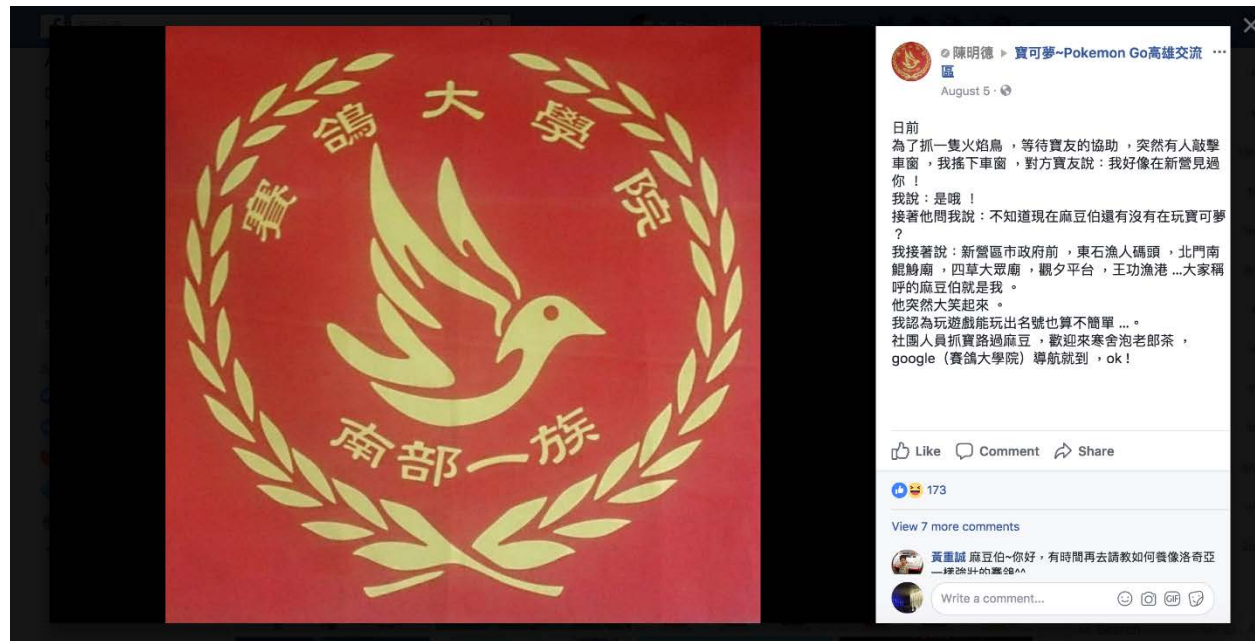 賽鴿大學院
南部一族
陳明德 ▸ 寶可夢~Pokemon Go高雄交流
區
August 5
日前
為了抓一隻火焰鳥 ，等待寶友的協助 ，突然有人敲擊
車窗 ，我搖下車窗 ，對方寶友說：我好像在新營見過
你 ！
我說：是哦 ！
接著他問我說：不知道現在麻豆伯還有沒有在玩寶可夢
?
我接著說：新營區市政府前 ，東石漁人碼頭 ，北門南
鯤鯓廟 ，四草大眾廟 ，觀夕平台 ，王功漁港 ...大家稱
呼的麻豆伯就是我 。
他突然大笑起來 。
我認為玩遊戲能玩出名號也算不簡單 ...。
社團人員抓寶路過麻豆 ，歡迎來寒舍泡老郎茶 ，
google（賽鴿大學院）導航就到 ，ok！
Like Comment Share
173
View 7 more comments
黃重誠 麻豆伯~你好，有時間再去請教如何養像洛奇亞
一樣強壯的賽鴿^^
Write a comment...
GIF